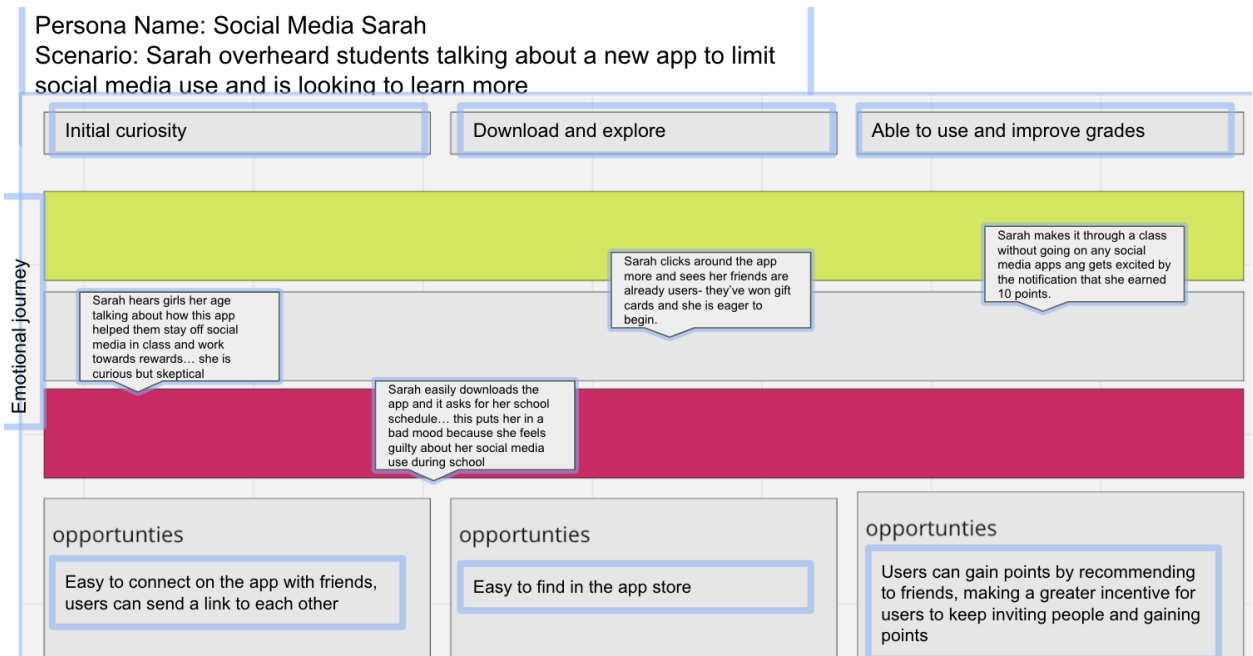 Persona Name: Social Media Sarah
Scenario: Sarah overheard students talking about a new app to limit
social media use and is looking to learn more
Initial curiosity
Download and explore
Able to use and improve grades
Emotional journey
Sarah hears girls her age
talking about how this app
helped them stay off social
media in class and work
towards rewards... she is
curious but skeptical
Sarah easily downloads the
app and it asks for her school
schedule... this puts her in a
bad mood because she feels
guilty about her social media
use during school
Sarah clicks around the app
more and sees her friends are
already users- they've won gift
cards and she is eager to
begin.
Sarah makes it through a class
without going on any social
media apps ang gets excited by
the notification that she earned
10 points.
opportunties
Easy to connect on the app with friends,
users can send a link to each other
opportunties
Easy to find in the app store
opportunties
Users can gain points by recommending
to friends, making a greater incentive for
users to keep inviting people and gaining
points